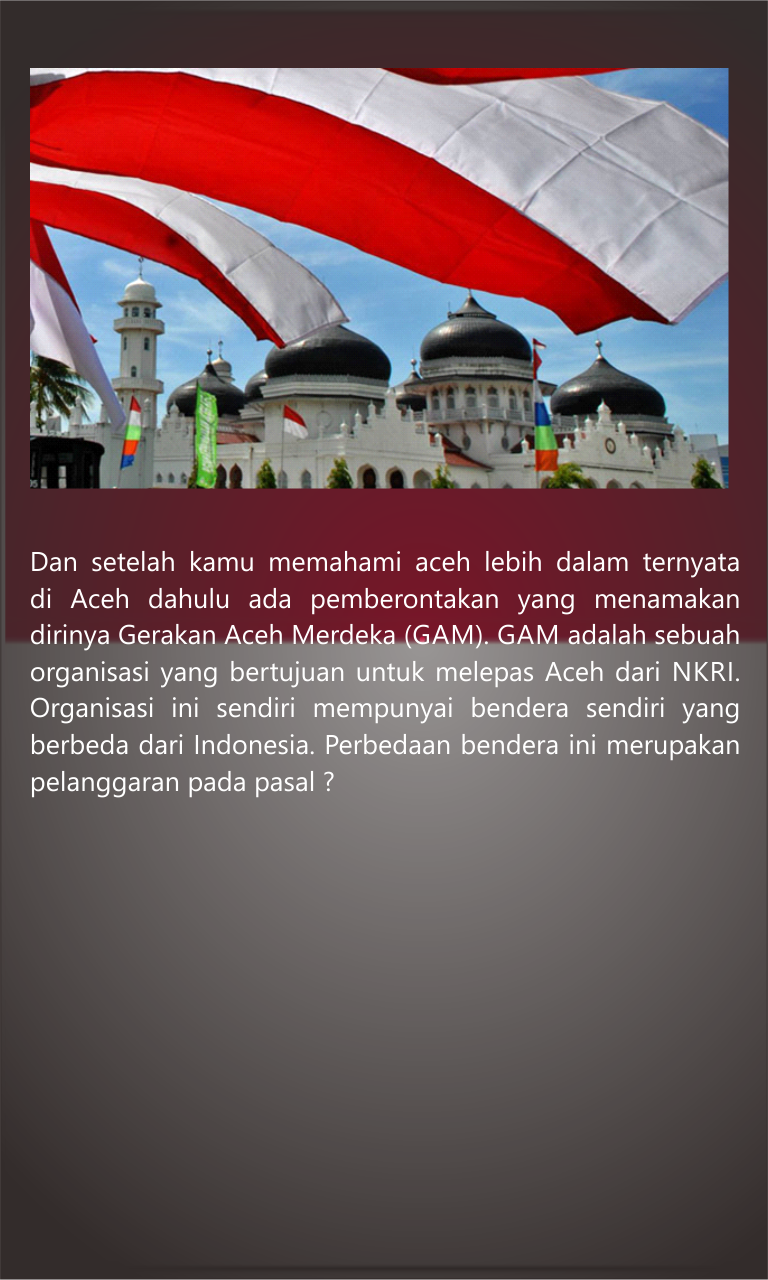 Dan setelah kamu memahami aceh lebih dalam ternyata
di Aceh dahulu ada pemberontakan yang menamakan
dirinya Gerakan Aceh Merdeka (GAM). GAM adalah sebuah
organisasi yang bertujuan untuk melepas Aceh dari NKRI.
Organisasi ini sendiri mempunyai bendera sendiri yang
berbeda dari Indonesia. Perbedaan bendera ini merupakan
pelanggaran pada pasal ?